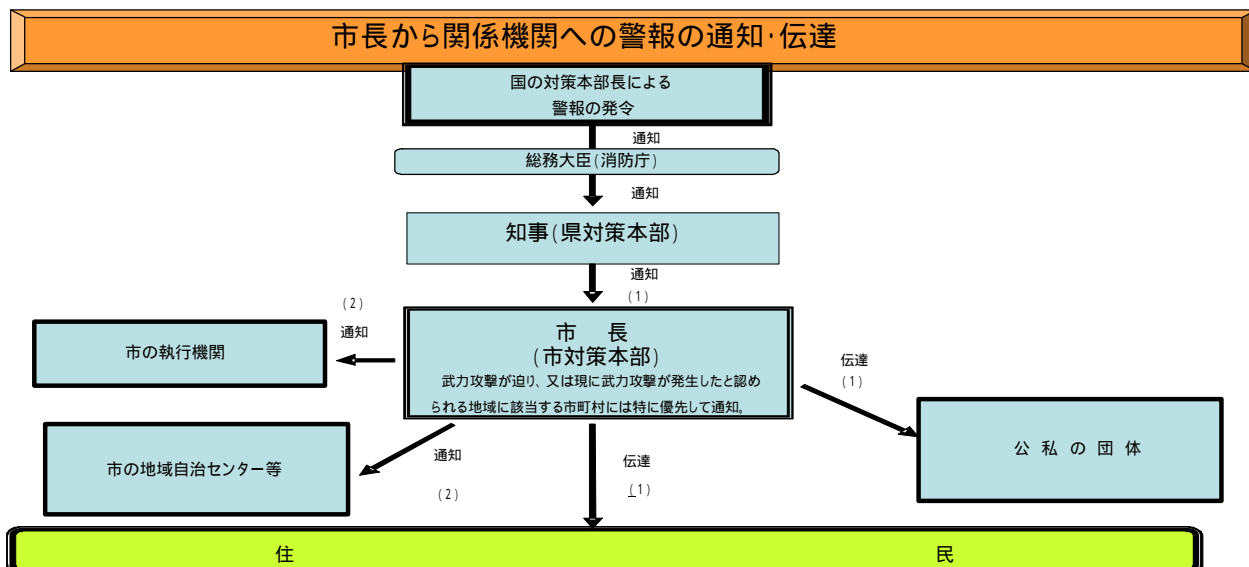 市長から関係機関への警報の通知・伝達
国の対策本部長による
警報の発令
通知
総務大臣(消防庁)
通知
知事(県対策本部)
通知
(1)
(2)
通知
市の執行機関
市　長
(市対策本部)
武力攻撃が迫り、又は現に武力攻撃が発生したと認め
られる地域に該当する市町村には特に優先して通知。
伝達
(1)
公 私 の 団 体
市の地域自治センター等
通知
(2)
伝達
(1)
住　民